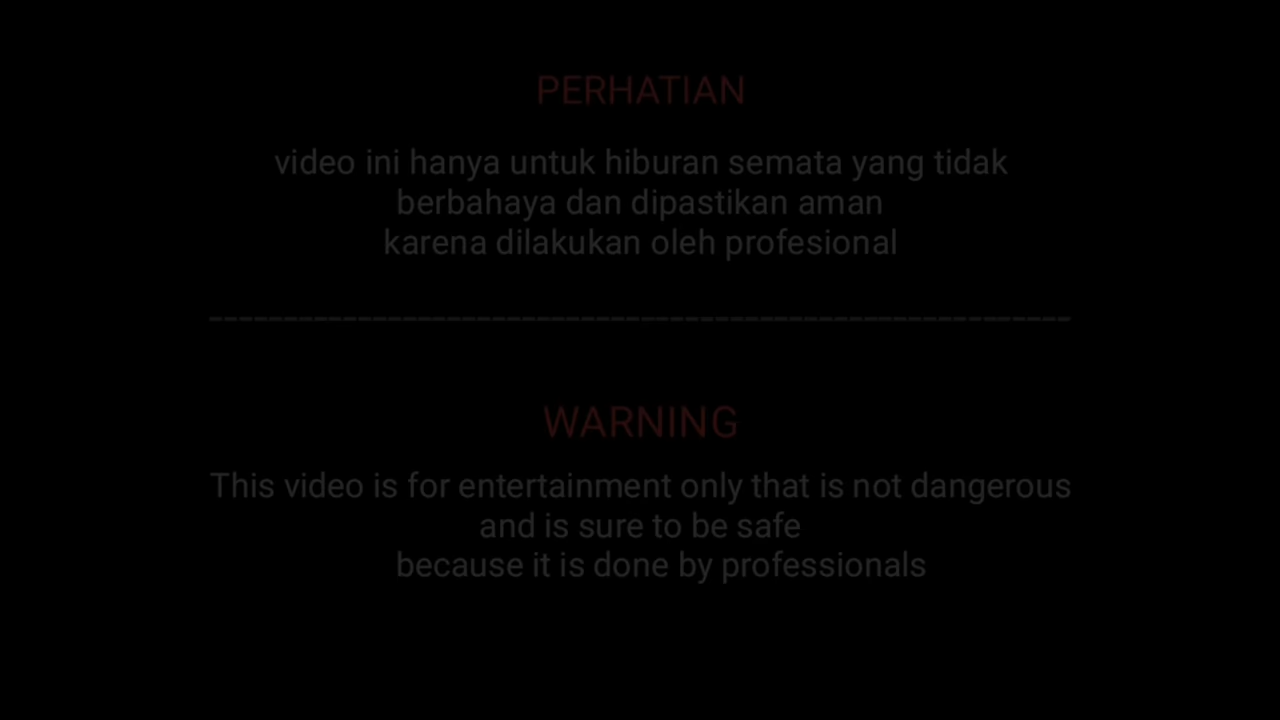 PERHATIAN
video ini hanya untuk hiburan semata yang tidak
berbahaya dan dipastikan aman
karena dilakukan oleh profesional
WARNING
This video is for entertainment only that is not dangerous
and is sure to be safe
because it is done by professionals